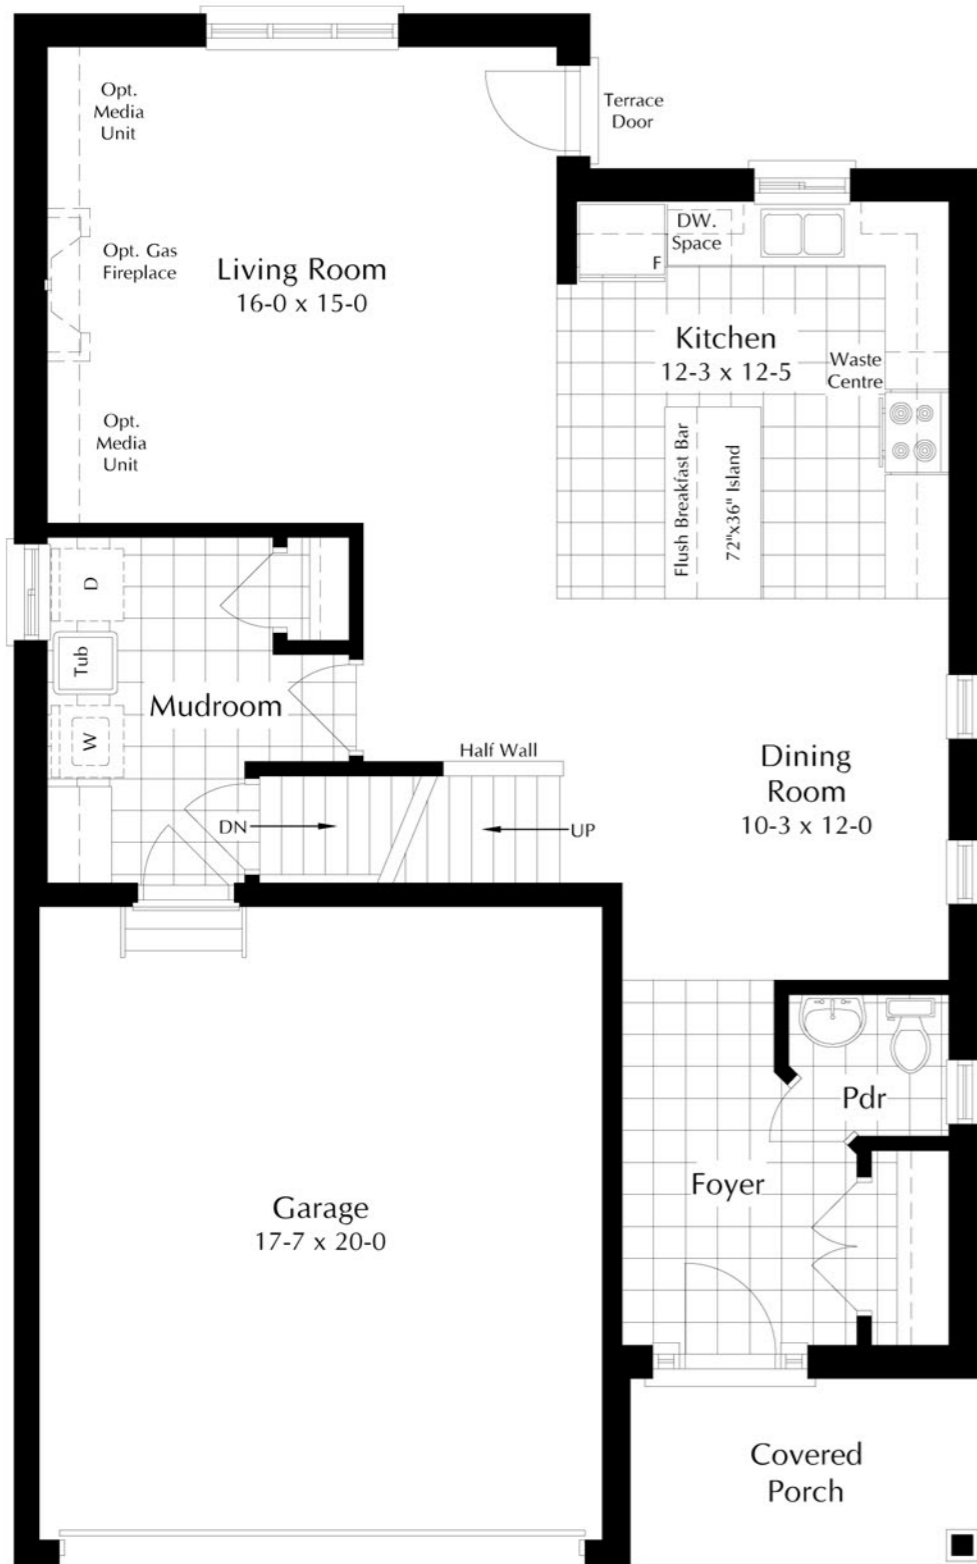 Opt.
Media
Unit
Terrace
Door
Opt. Gas
Fireplace
Living Room
16-0 x 15-0
DW.
Space
F
Kitchen
12-3 x 12-5
Waste
Centre
Opt.
Media
Unit
Flush Breakfast Bar
72"x36" Island
D
Tub
W
Mudroom
Half Wall
DN
UP
Dining
Room
10-3 x 12-0
Pdr
Foyer
Garage
17-7 x 20-0
Covered
Porch